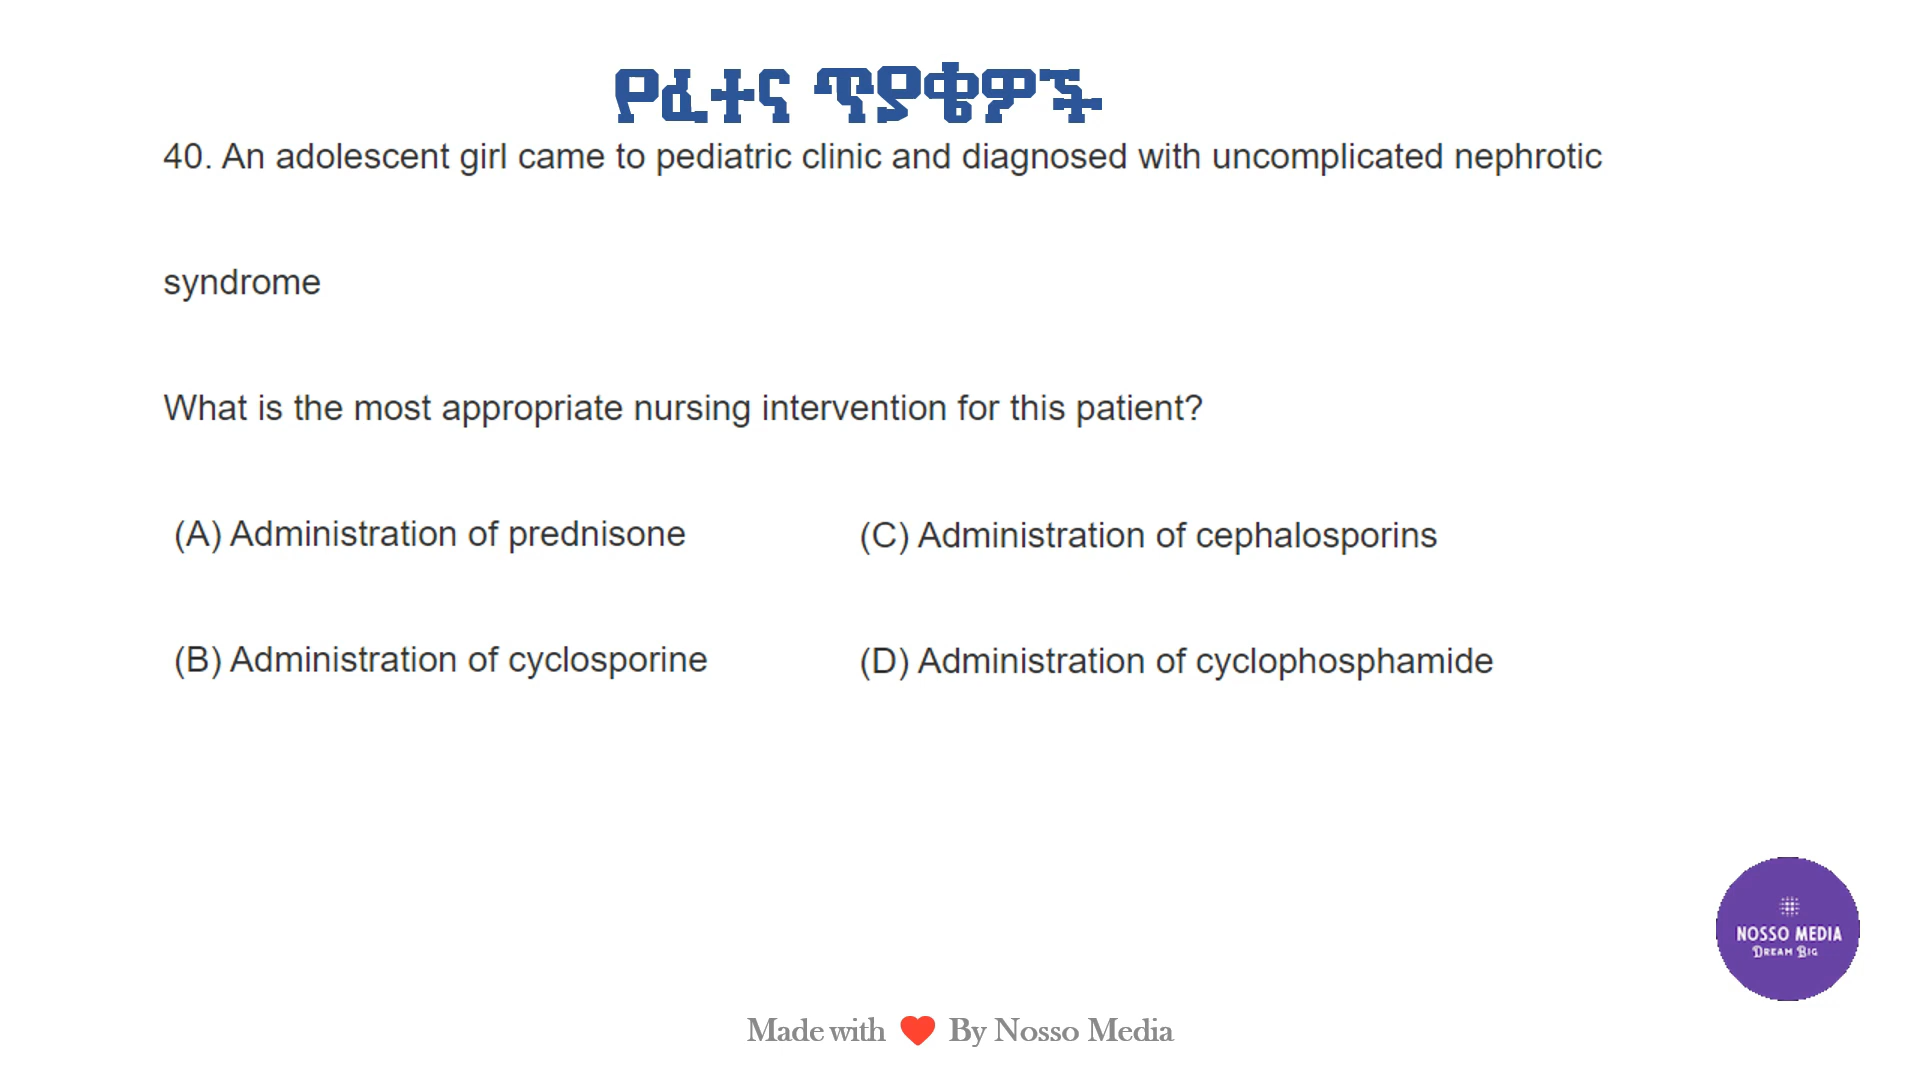 የፈተና ጥያቄዎች
40. An adolescent girl came to pediatric clinic and diagnosed with uncomplicated nephrotic
syndrome
What is the most appropriate nursing intervention for this patient?
(A) Administration of prednisone
(C) Administration of cephalosporins
(B) Administration of cyclosporine
(D) Administration of cyclophosphamide
NOSSO MEDIA
DREAM BIG
Made with ❤ By Nosso Media